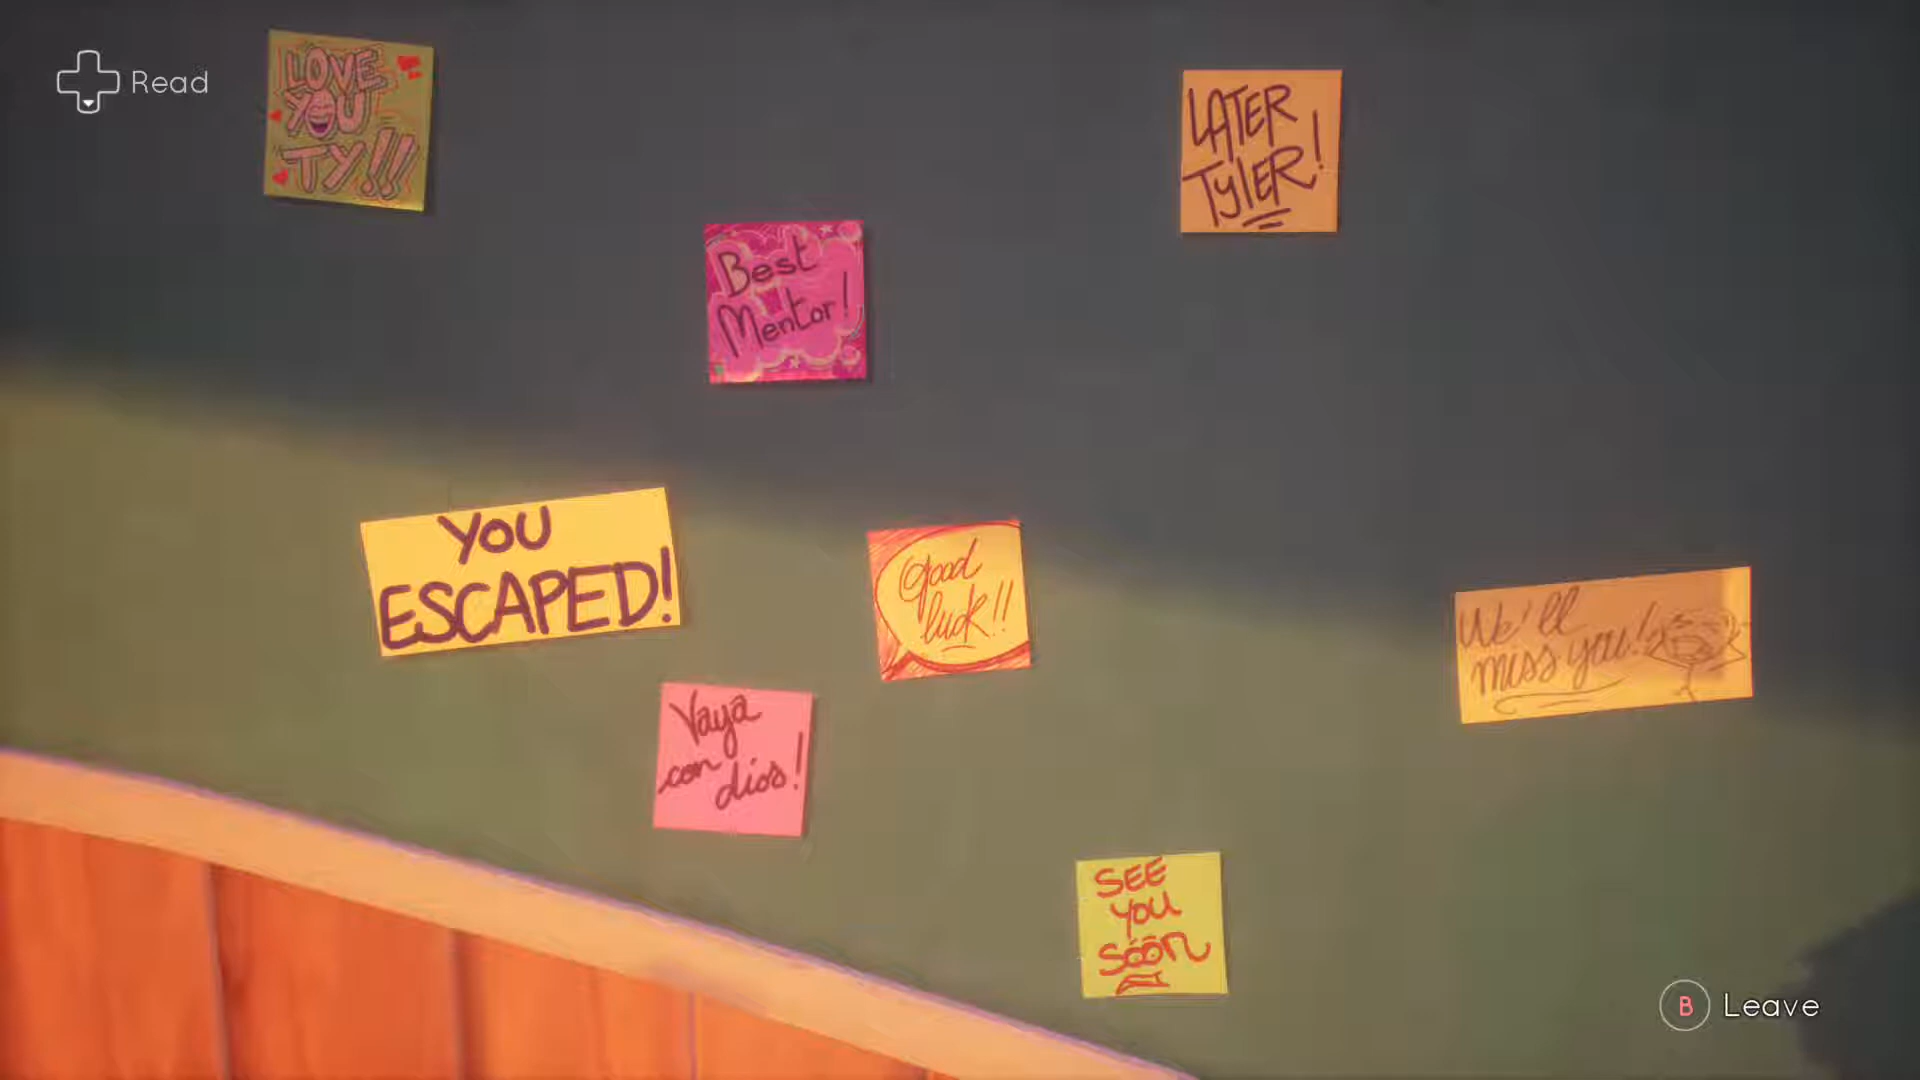 Read
LOVE
YOU
TY!!
LATER
TYLER!
Best
Mentor!
YOU
ESCAPED!
Good
luck!!
We'll
miss you!
Vaya
con
dios!
SEE
YOU
SOON
B Leave